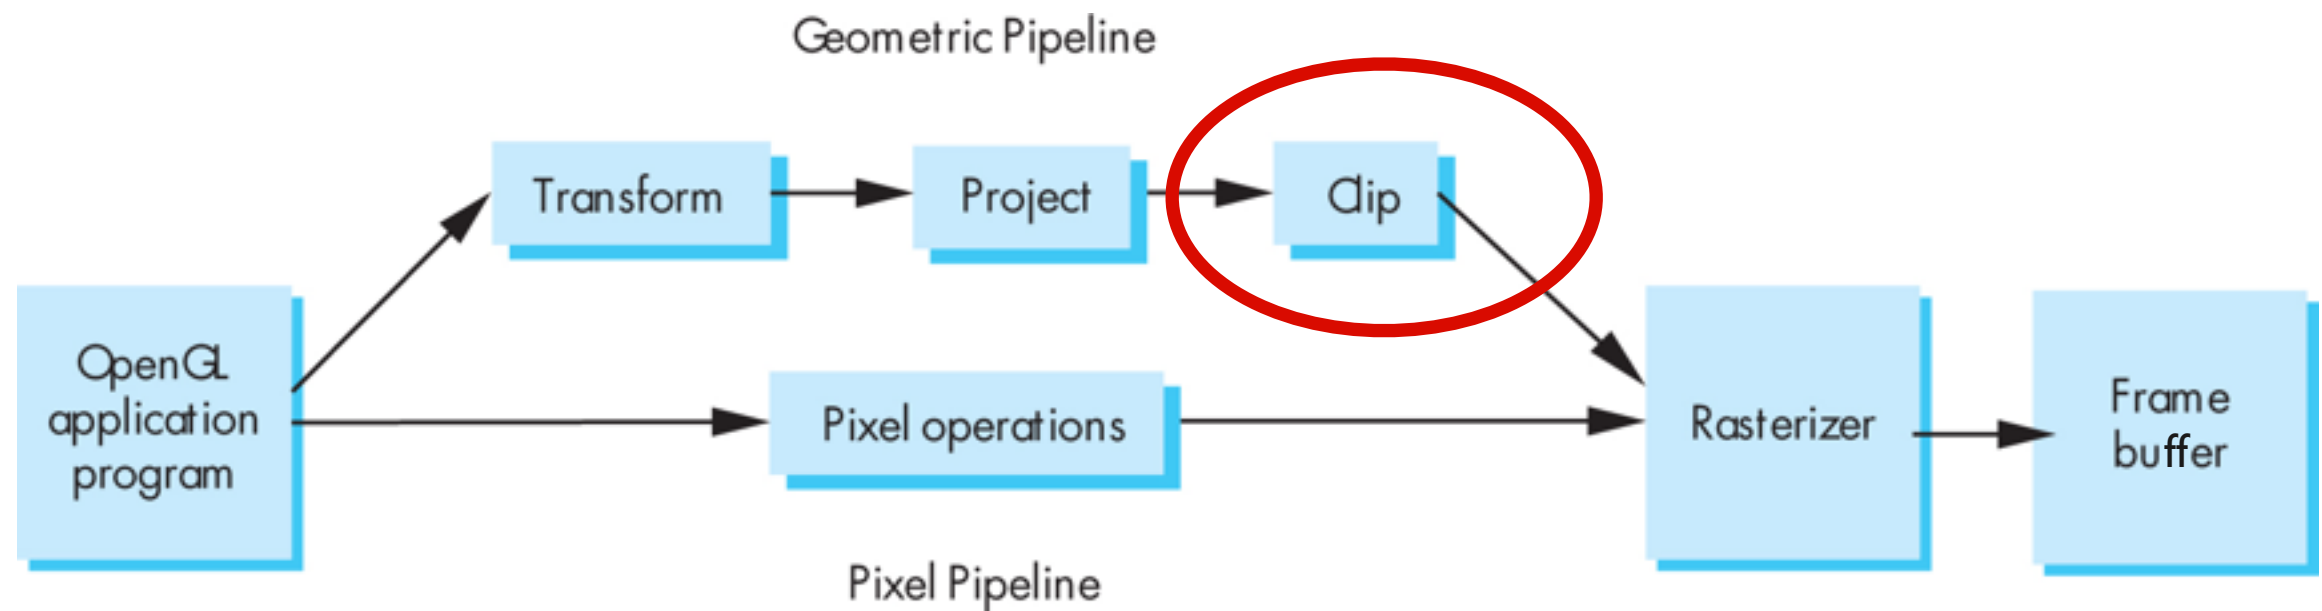 Geometric Pipeline
Transform
Project
Clip
OpenGL
application
program
Pixel operations
Rasterizer
Frame
buffer
Pixel Pipeline